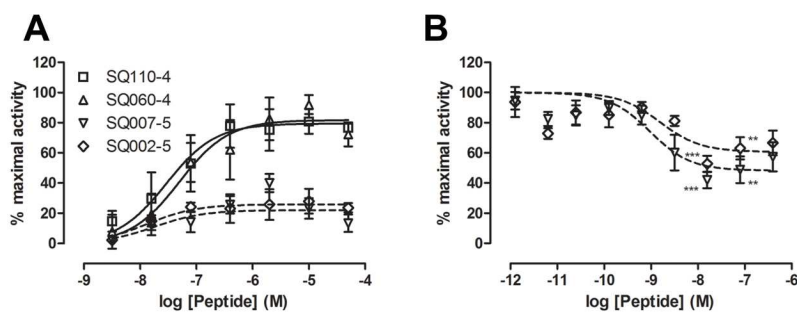 A
□ SQ110-4
△ SQ060-4
▽ SQ007-5
◇ SQ002-5
% maximal activity
120
100
80
60
40
20
0
-9 -8 -7 -6 -5 -4
log [Peptide] (M)
B
% maximal activity
120
100
80
60
40
20
0
**
***
***
**
-12 -11 -10 -9 -8 -7 -6
log [Peptide] (M)